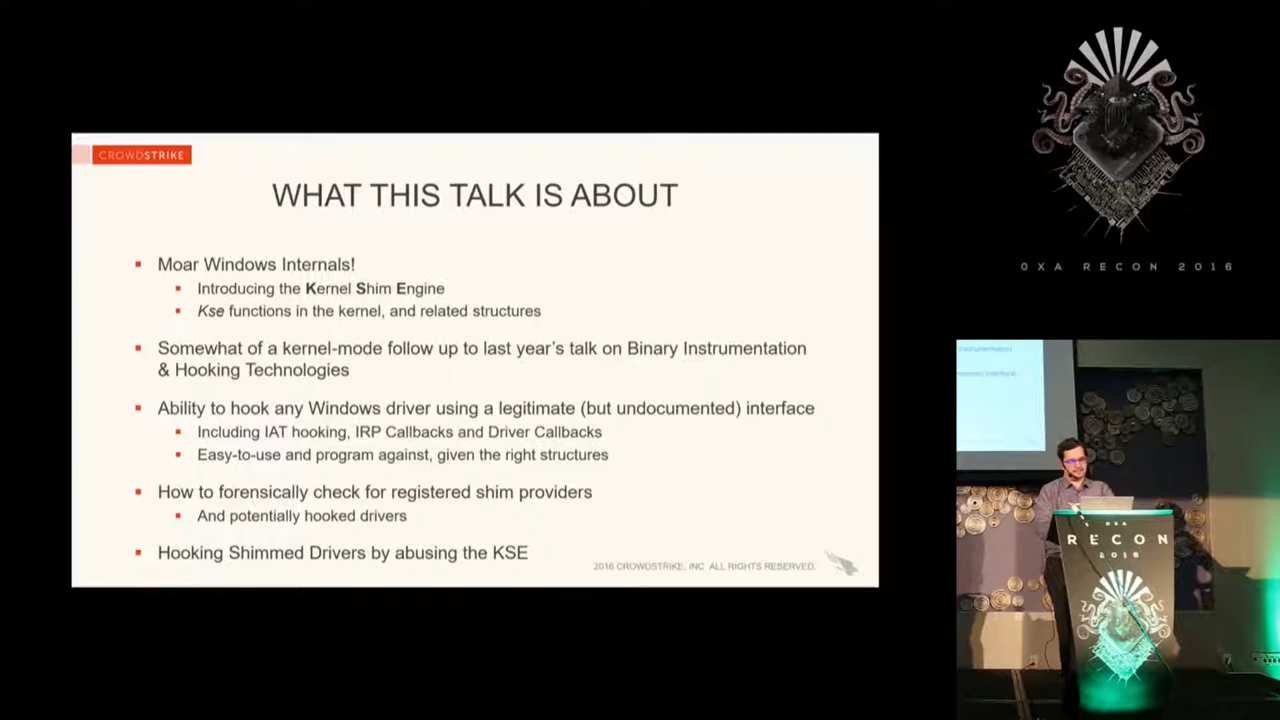 CROWDSTRIKE
WHAT THIS TALK IS ABOUT
Moar Windows Internals!
Introducing the Kernel Shim Engine
Kse functions in the kernel, and related structures
Somewhat of a kernel-mode follow up to last year's talk on Binary Instrumentation
& Hooking Technologies
Ability to hook any Windows driver using a legitimate (but undocumented) interface
Including IAT hooking, IRP Callbacks and Driver Callbacks
Easy-to-use and program against, given the right structures
How to forensically check for registered shim providers
And potentially hooked drivers
Hooking Shimmed Drivers by abusing the KSE
2016 CROWDSTRIKE, INC. ALL RIGHTS RESERVED.
0XA RECON 2016
0XA
RECON
2016